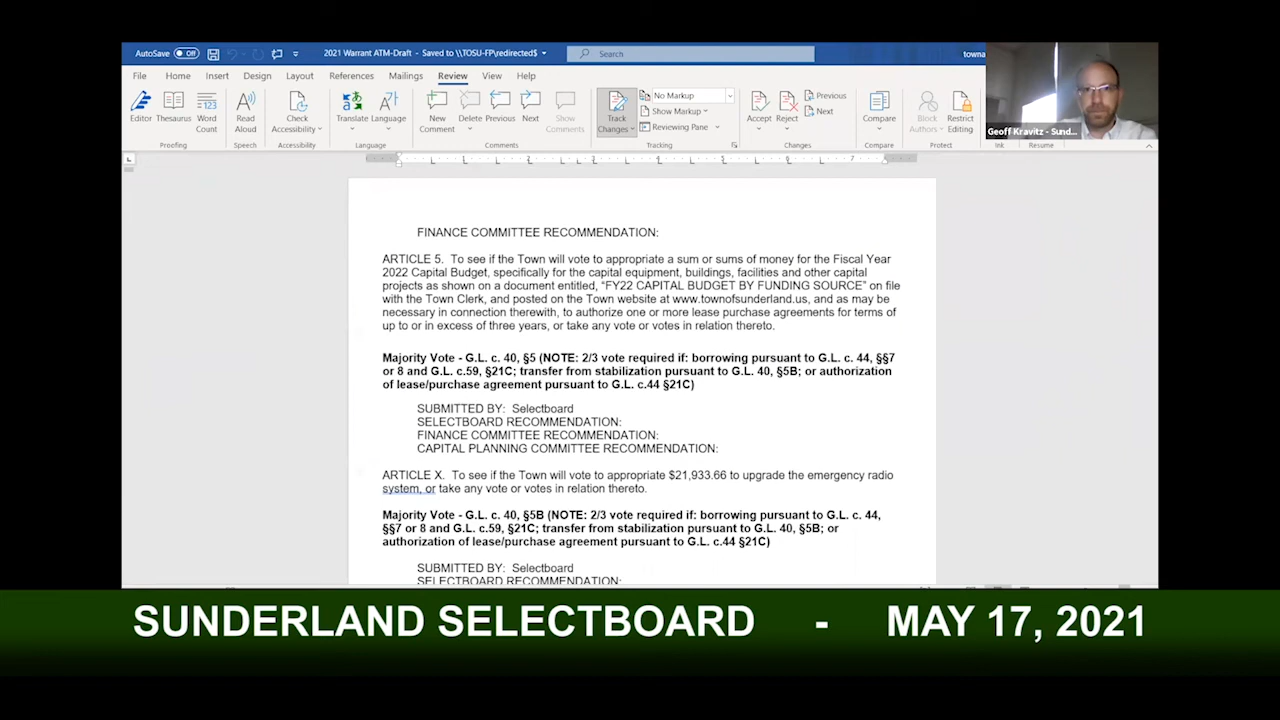 AutoSave Off 2021 Warrant ATM-Draft - Saved to \\TOSU-FP\redirected$ Search towna
File Home Insert Design Layout References Mailings Review View Help
Editor Thesaurus Word Count
Read Aloud
Check Accessibility
Translate Language
New Comment Delete Previous Next Show Comments
Track Changes No Markup
Show Markup
Reviewing Pane
Accept Reject Previous
Next
Compare
Block Authors Restrict Editing
Proofing Speech Accessibility Language Comments Tracking Changes Compare Protect Ink Resume
Geoff Kravitz - Sund...
1 2 3 4 5 6 7
FINANCE COMMITTEE RECOMMENDATION:
ARTICLE 5. To see if the Town will vote to appropriate a sum or sums of money for the Fiscal Year
2022 Capital Budget, specifically for the capital equipment, buildings, facilities and other capital
projects as shown on a document entitled, “FY22 CAPITAL BUDGET BY FUNDING SOURCE” on file
with the Town Clerk, and posted on the Town website at www.townofsunderland.us, and as may be
necessary in connection therewith, to authorize one or more lease purchase agreements for terms of
up to or in excess of three years, or take any vote or votes in relation thereto.
Majority Vote - G.L. c. 40, §5 (NOTE: 2/3 vote required if: borrowing pursuant to G.L. c. 44, §§7
or 8 and G.L. c.59, §21C; transfer from stabilization pursuant to G.L. 40, §5B; or authorization
of lease/purchase agreement pursuant to G.L. c.44 §21C)
SUBMITTED BY: Selectboard
SELECTBOARD RECOMMENDATION:
FINANCE COMMITTEE RECOMMENDATION:
CAPITAL PLANNING COMMITTEE RECOMMENDATION:
ARTICLE X. To see if the Town will vote to appropriate $21,933.66 to upgrade the emergency radio
system, or take any vote or votes in relation thereto.
Majority Vote - G.L. c. 40, §5B (NOTE: 2/3 vote required if: borrowing pursuant to G.L. c. 44,
§§7 or 8 and G.L. c.59, §21C; transfer from stabilization pursuant to G.L. 40, §5B; or
authorization of lease/purchase agreement pursuant to G.L. c.44 §21C)
SUBMITTED BY: Selectboard
SELECTBOARD RECOMMENDATION:
SUNDERLAND SELECTBOARD - MAY 17, 2021